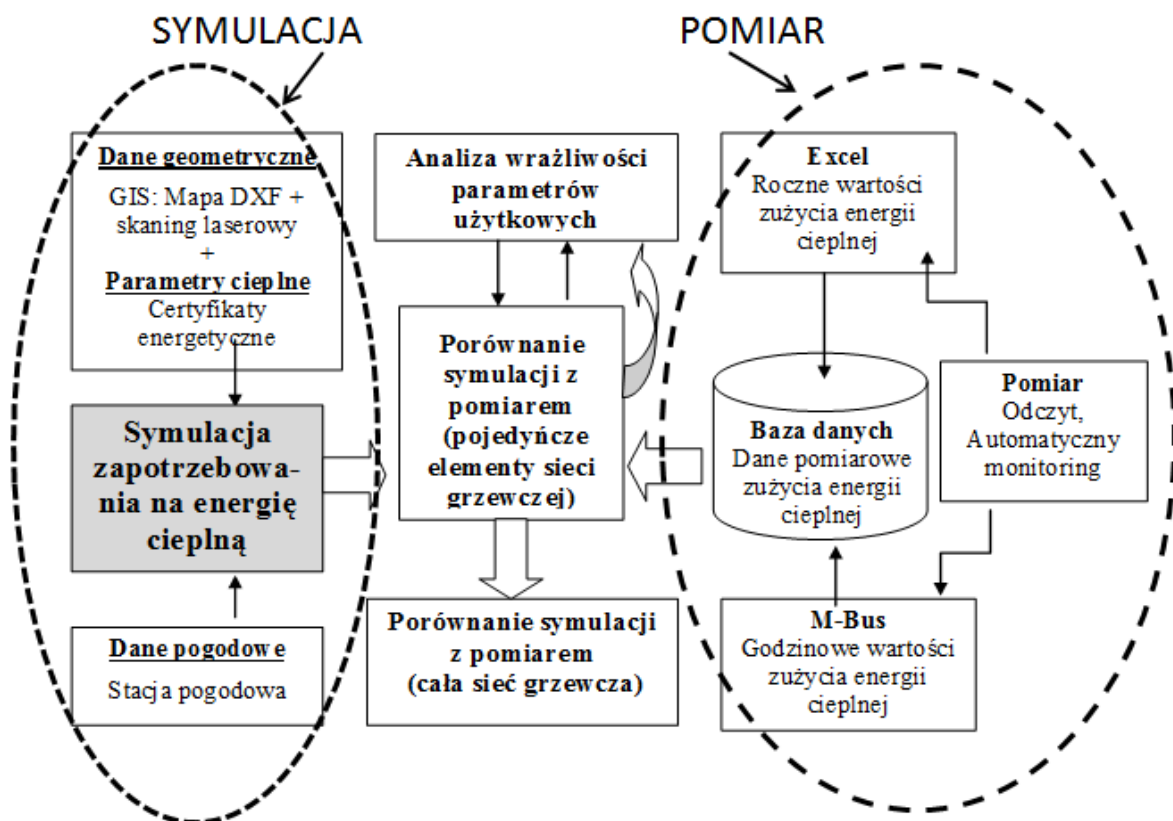 SYMULACJA
POMIAR
Dane geometryczne
GIS: Mapa DXF +
skaning laserowy
+
Parametry cieplne
Certyfikaty
energetyczne
Symulacja
zapotrzebowa-
nia na energię
cieplną
Dane pogodowe
Stacja pogodowa
Analiza wrażliwości
parametrów
użytkowych
Porównanie
symulacji z
pomiarem
(pojedyńcze
elementy sieci
grzewczej)
Porównanie symulacji
z pomiarem
(cała sieć grzewcza)
Excel
Roczne wartości
zużycia energii
cieplnej
Baza danych
Dane pomiarowe
zużycia energii
cieplnej
Pomiar
Odczyt,
Automatyczny
monitoring
M-Bus
Godzinowe wartości
zużycia energii
cieplnej